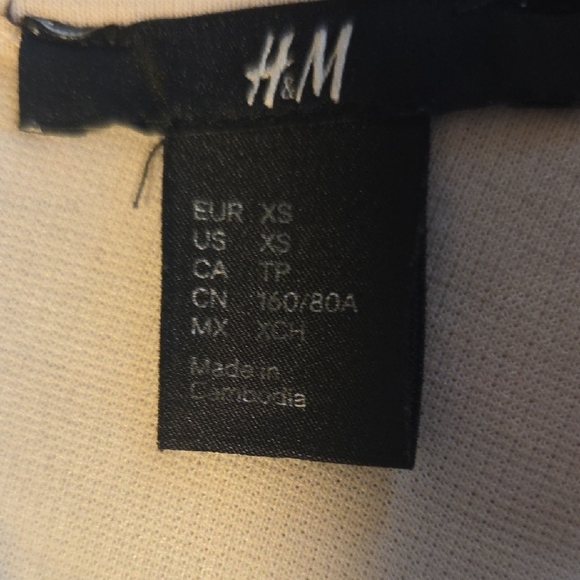 H&M
EUR XS
US XS
CA TP
CN 160/80A
MX XCH
Made in
Cambodia